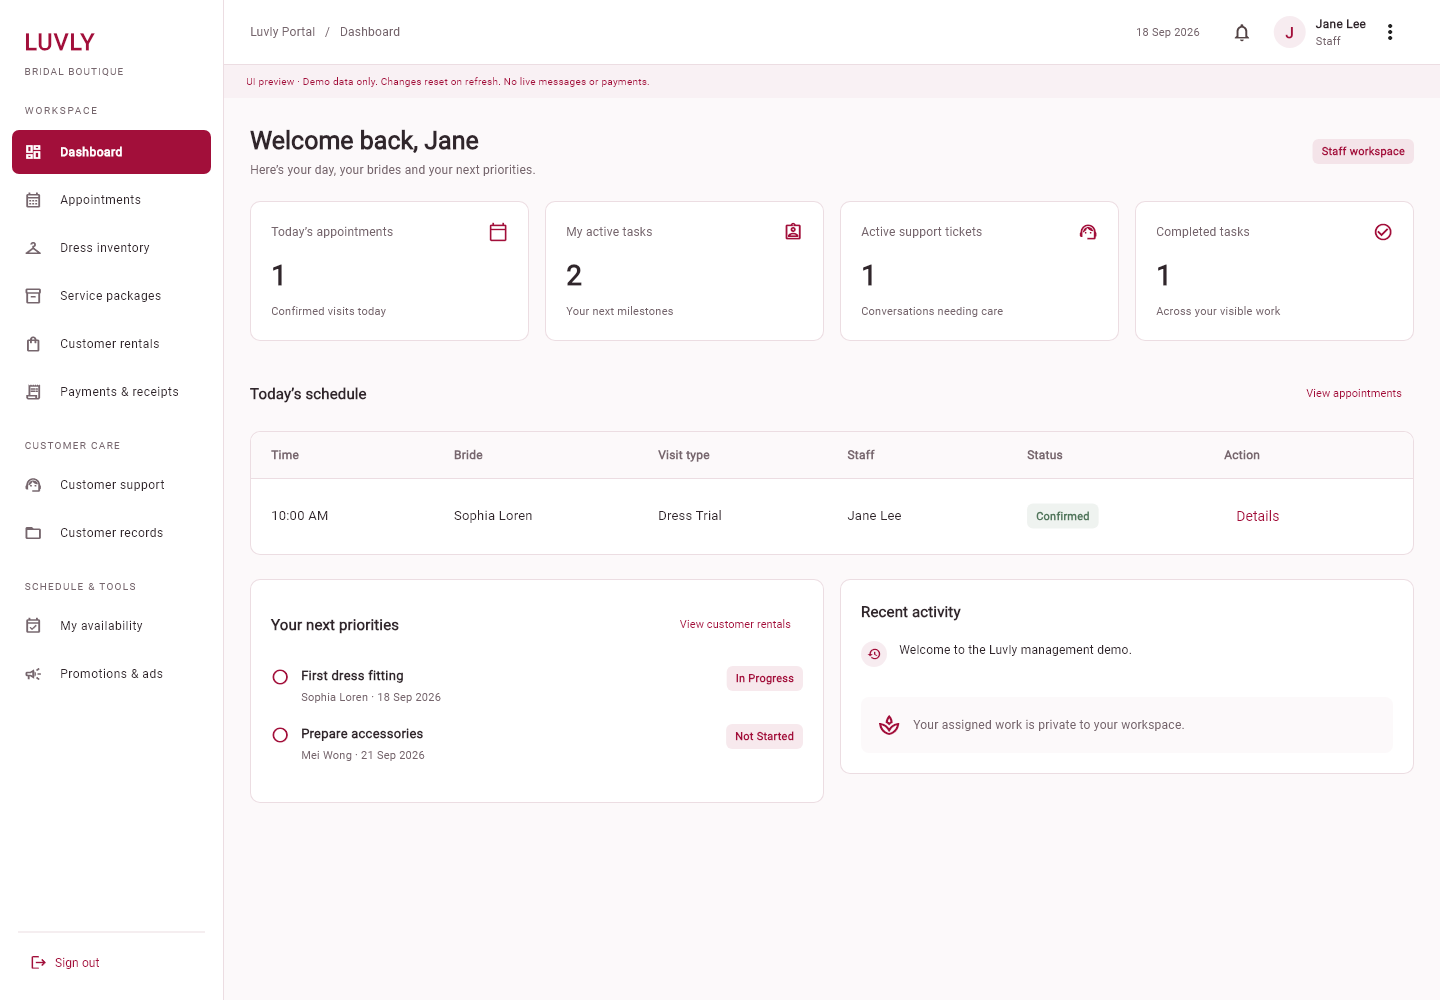 LUVLY
BRIDAL BOUTIQUE
WORKSPACE
Dashboard
Appointments
Dress inventory
Service packages
Customer rentals
Payments & receipts
CUSTOMER CARE
Customer support
Customer records
SCHEDULE & TOOLS
My availability
Promotions & ads
Sign out
Luvly Portal / Dashboard
18 Sep 2026
J
Jane Lee
Staff
UI preview · Demo data only. Changes reset on refresh. No live messages or payments.
Welcome back, Jane
Here’s your day, your brides and your next priorities.
Staff workspace
Today’s appointments
1
Confirmed visits today
My active tasks
2
Your next milestones
Active support tickets
1
Conversations needing care
Completed tasks
1
Across your visible work
Today’s schedule
View appointments
Time Bride Visit type Staff Status Action
10:00 AM Sophia Loren Dress Trial Jane Lee Confirmed Details
Your next priorities
View customer rentals
First dress fitting
Sophia Loren · 18 Sep 2026
In Progress
Prepare accessories
Mei Wong · 21 Sep 2026
Not Started
Recent activity
Welcome to the Luvly management demo.
Your assigned work is private to your workspace.